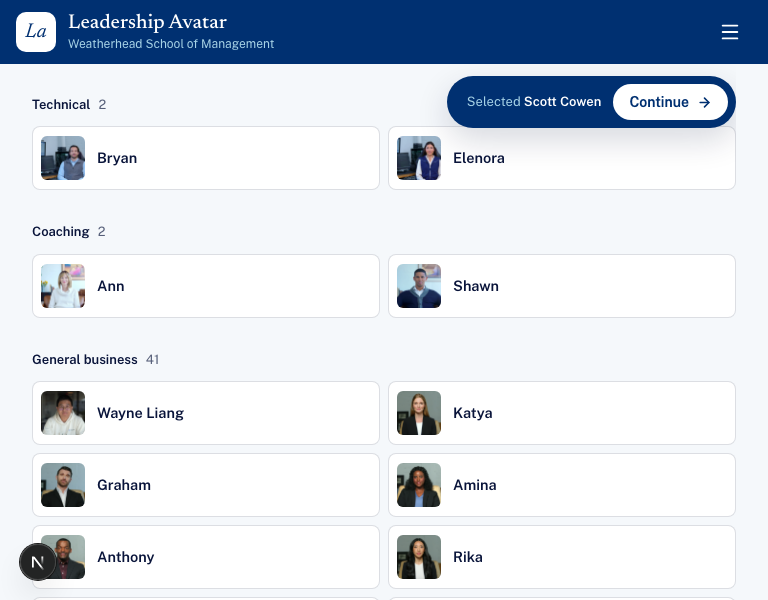 La
Leadership Avatar
Weatherhead School of Management
Selected Scott Cowen
Continue →
Technical 2
Bryan
Elenora
Coaching 2
Ann
Shawn
General business 41
Wayne Liang
Katya
Graham
Amina
Anthony
Rika
N